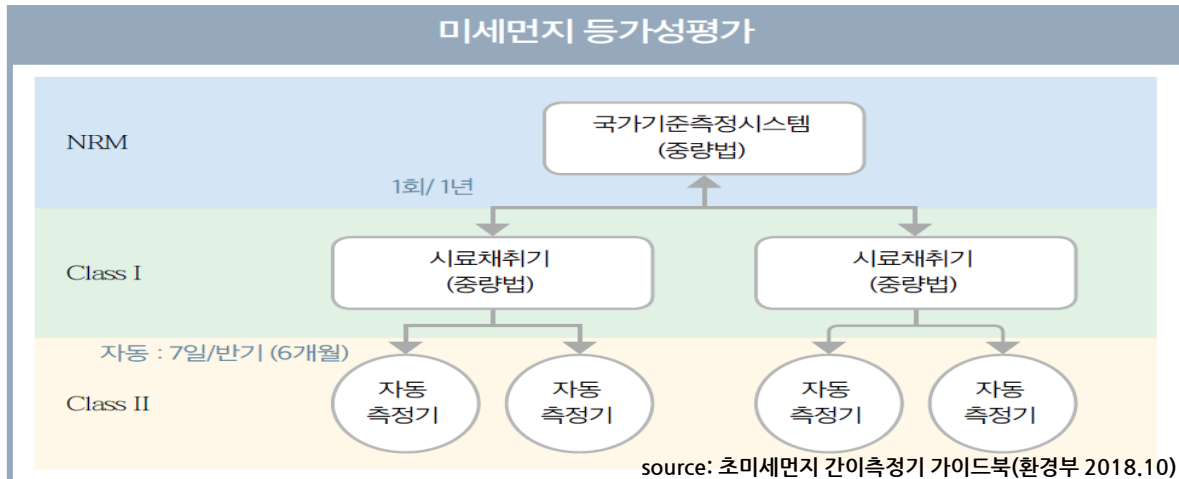 미세먼지 등가성평가
NRM
국가기준측정시스템
(중량법)
1회/ 1년
Class I
시료채취기
(중량법)
시료채취기
(중량법)
자동 : 7일/반기 (6개월)
Class II
자동
측정기
자동
측정기
자동
측정기
자동
측정기
source: 초미세먼지 간이측정기 가이드북(환경부 2018.10)